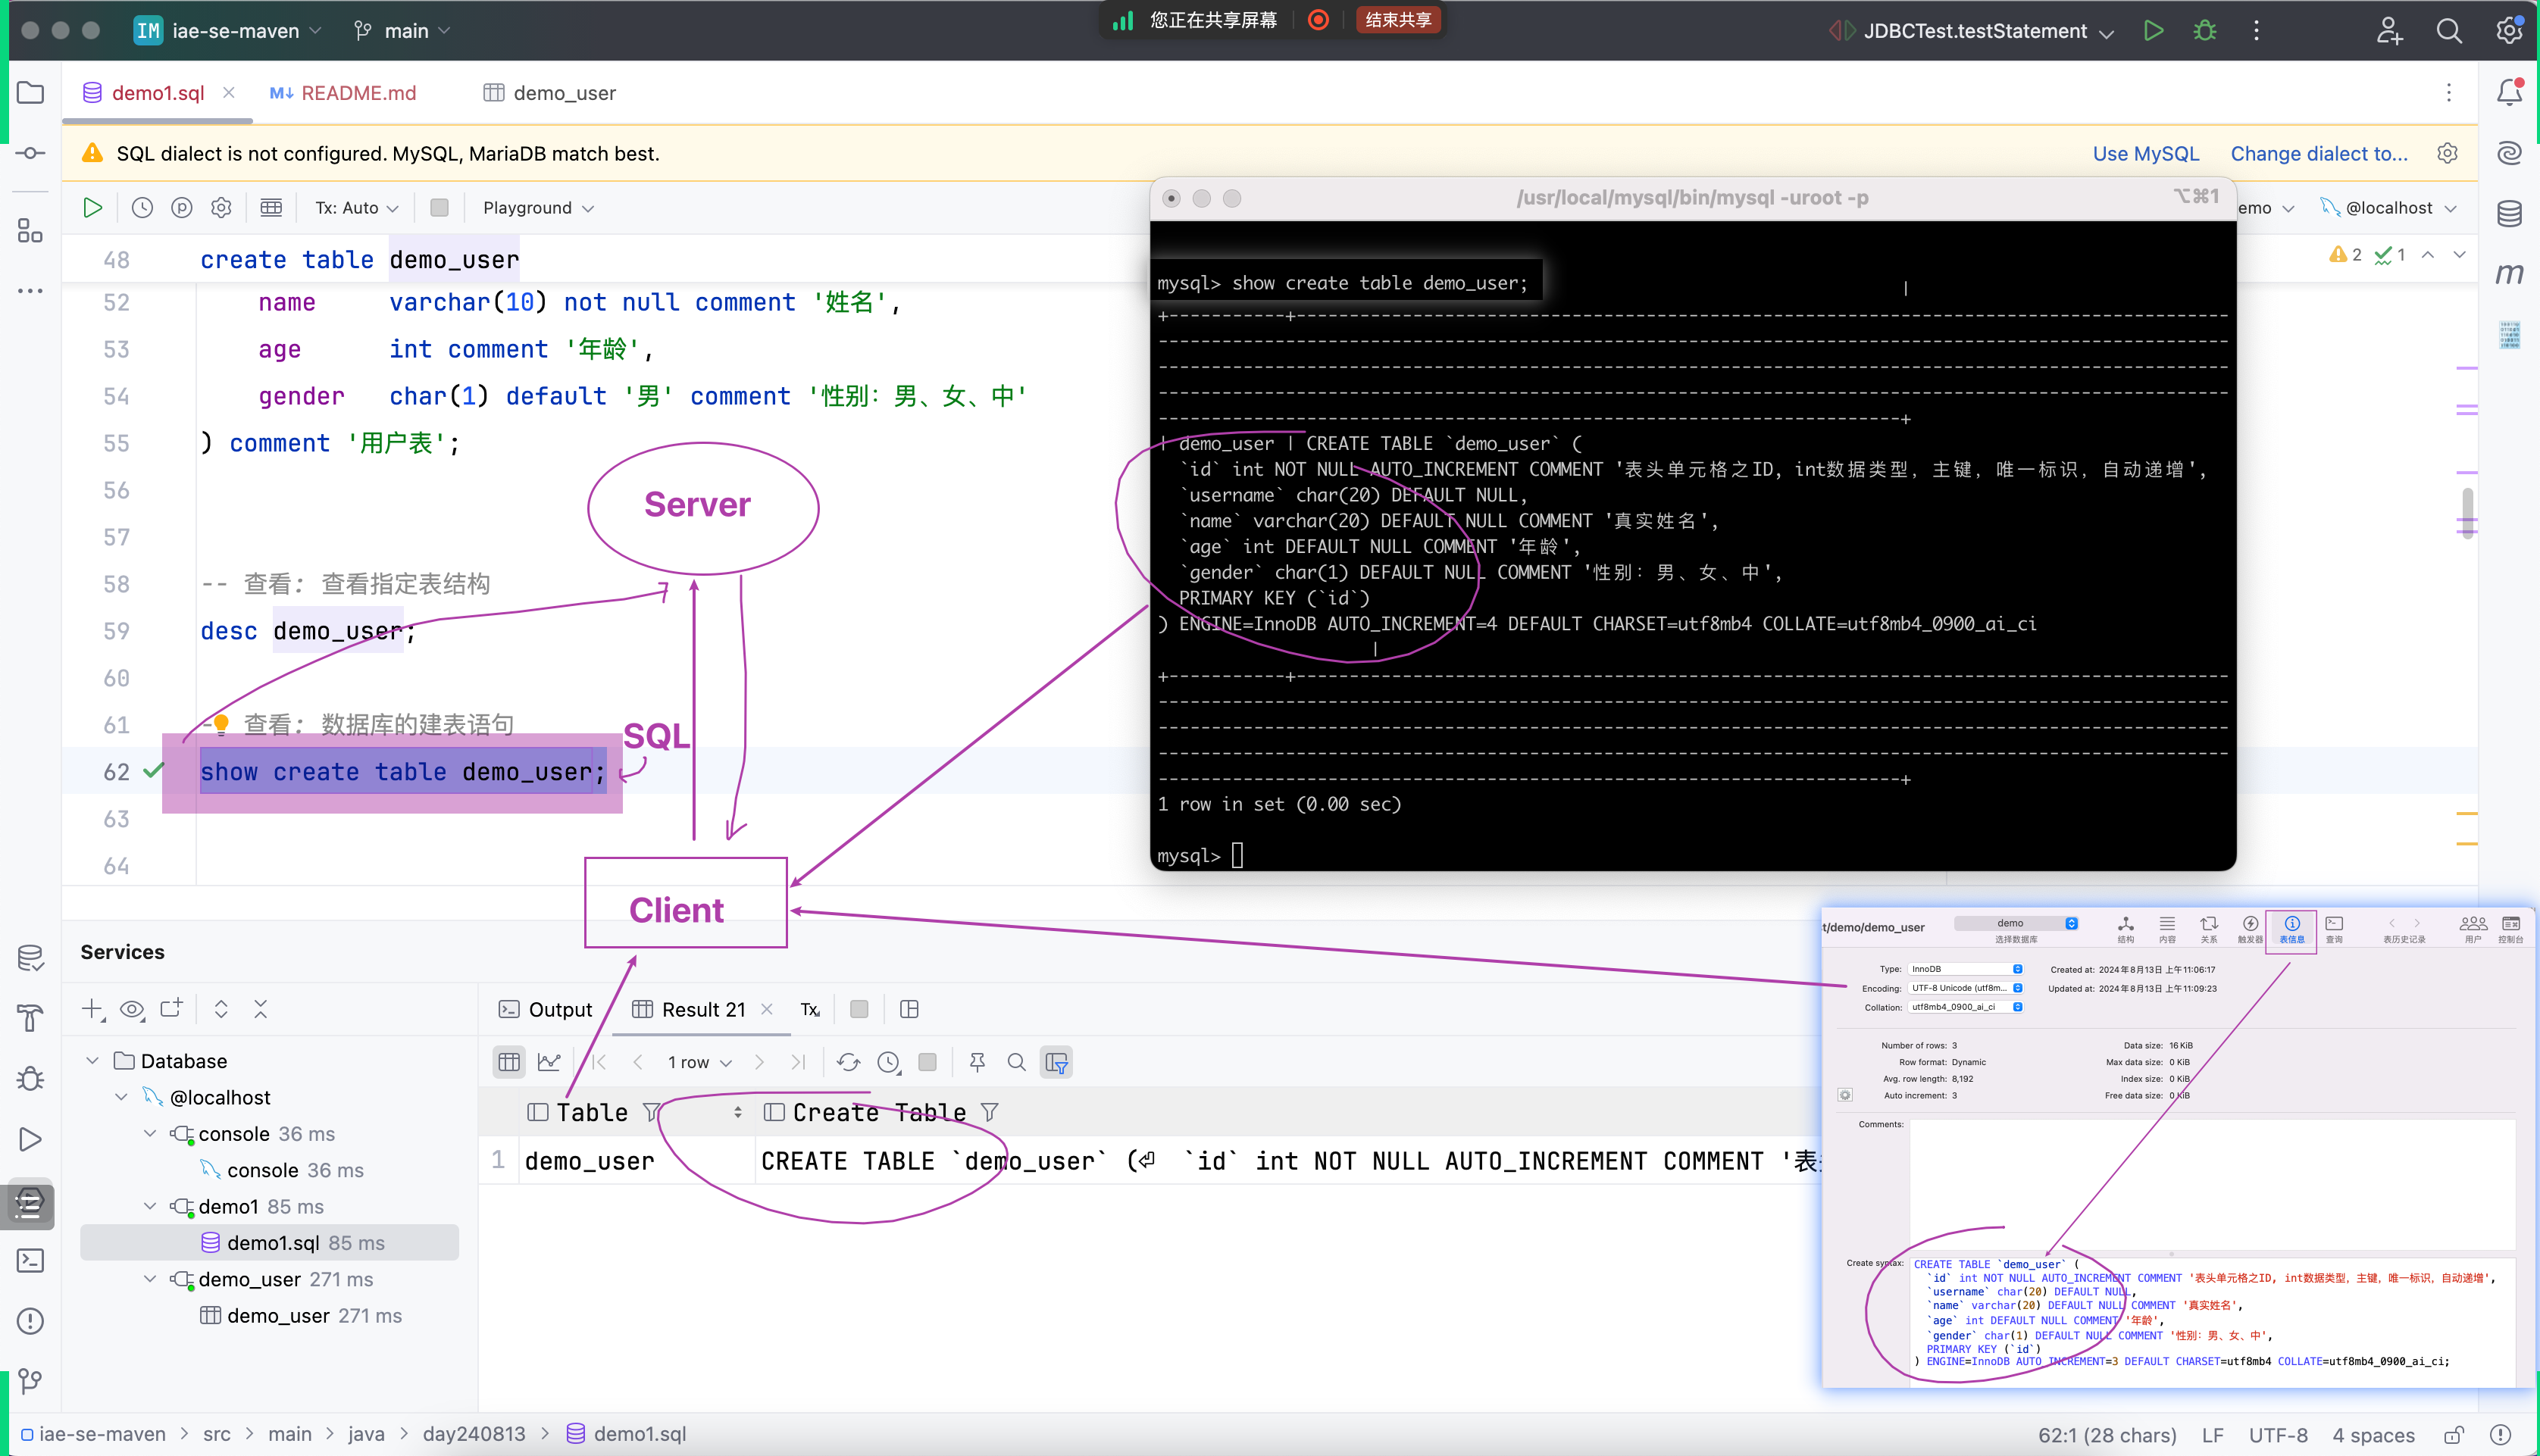 IM iae-se-maven main
您正在共享屏幕 结束共享
JDBCTest.testStatement
demo1.sql
M↓ README.md
demo_user
SQL dialect is not configured. MySQL, MariaDB match best.
Use MySQL Change dialect to...
Tx: Auto Playground
emo @localhost
2 1
48 create table demo_user
52 name varchar(10) not null comment '姓名',
53 age int comment '年龄',
54 gender char(1) default '男' comment '性别：男、女、中'
55 ) comment '用户表';
56
57
58 -- 查看: 查看指定表结构
59 desc demo_user;
60
61 - 查看: 数据库的建表语句
62 show create table demo_user;
63
64
Server
SQL
Client
/usr/local/mysql/bin/mysql -uroot -p
⌥⌘1
mysql> show create table demo_user;
| demo_user | CREATE TABLE `demo_user` (
`id` int NOT NULL AUTO_INCREMENT COMMENT '表头单元格之ID, int数据类型, 主键, 唯一标识, 自动递增',
`username` char(20) DEFAULT NULL,
`name` varchar(20) DEFAULT NULL COMMENT '真实姓名',
`age` int DEFAULT NULL COMMENT '年龄',
`gender` char(1) DEFAULT NULL COMMENT '性别：男、女、中',
PRIMARY KEY (`id`)
) ENGINE=InnoDB AUTO_INCREMENT=4 DEFAULT CHARSET=utf8mb4 COLLATE=utf8mb4_0900_ai_ci
|
1 row in set (0.00 sec)
mysql>
Services
Database
@localhost
console 36 ms
console 36 ms
demo1 85 ms
demo1.sql 85 ms
demo_user 271 ms
demo_user 271 ms
Output Result 21 Tx
1 row
Table Create Table
1 demo_user CREATE TABLE `demo_user` (⏎ `id` int NOT NULL AUTO_INCREMENT COMMENT '表
t/demo/demo_user demo
选择数据库 结构 内容 关系 触发器 表信息 查询 表历史记录 用户 控制台
Type: InnoDB Created at: 2024年8月13日 上午11:06:17
Encoding: UTF-8 Unicode (utf8m... Updated at: 2024年8月13日 上午11:09:23
Collation: utf8mb4_0900_ai_ci
Number of rows: 3 Data size: 16 KiB
Row format: Dynamic Max data size: 0 KiB
Avg. row length: 8,192 Index size: 0 KiB
Auto increment: 3 Free data size: 0 KiB
Comments:
Create syntax: CREATE TABLE `demo_user` (
`id` int NOT NULL AUTO_INCREMENT COMMENT '表头单元格之ID, int数据类型, 主键, 唯一标识, 自动递增',
`username` char(20) DEFAULT NULL,
`name` varchar(20) DEFAULT NULL COMMENT '真实姓名',
`age` int DEFAULT NULL COMMENT '年龄',
`gender` char(1) DEFAULT NULL COMMENT '性别：男、女、中',
PRIMARY KEY (`id`)
) ENGINE=InnoDB AUTO_INCREMENT=3 DEFAULT CHARSET=utf8mb4 COLLATE=utf8mb4_0900_ai_ci;
iae-se-maven > src > main > java > day240813 > demo1.sql
62:1 (28 chars) LF UTF-8 4 spaces